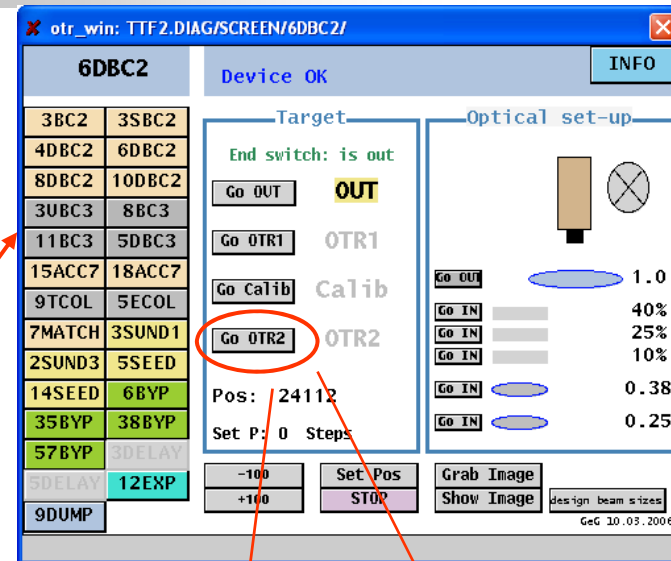 otr_win: TTF2.DIAG/SCREEN/6DBC2/
6DBC2
Device OK
INFO
3BC2 3SBC2
4DBC2 6DBC2
8DBC2 10DBC2
3UBC3 8BC3
11BC3 5DBC3
15ACC7 18ACC7
9TCOL 5ECOL
7MATCH 3SUND1
2SUND3 5SEED
14SEED 6BYP
35BYP 38BYP
57BYP 3DELAY
5DELAY 12EXP
9DUMP
Target
End switch: is out
Go OUT OUT
Go OTR1 OTR1
Go Calib Calib
Go OTR2 OTR2
Pos: 24112
Set P: 0 Steps
-100 Set Pos
+100 STOP
Optical set-up
Go OUT 1.0
Go IN 40%
Go IN 25%
Go IN 10%
Go IN 0.38
Go IN 0.25
Grab Image
Show Image
design beam sizes
GeG 10.03.2006